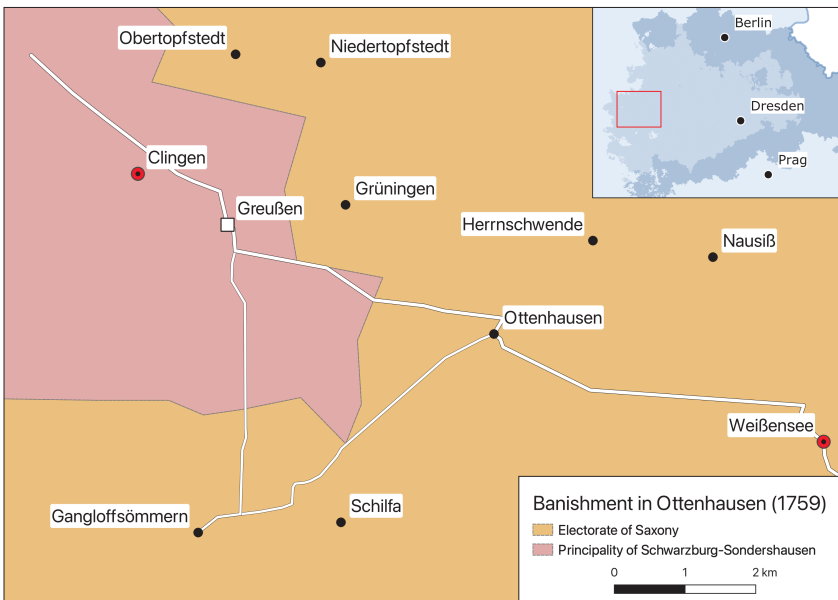 Obertopfstedt
Niedertopfstedt
Berlin
Dresden
Prag
Clingen
Greußen
Grüningen
Herrnschwende
Nausiß
Ottenhausen
Weißensee
Gangloffsömmern
Schilfa
Banishment in Ottenhausen (1759)
Electorate of Saxony
Principality of Schwarzburg-Sondershausen
0 1 2 km